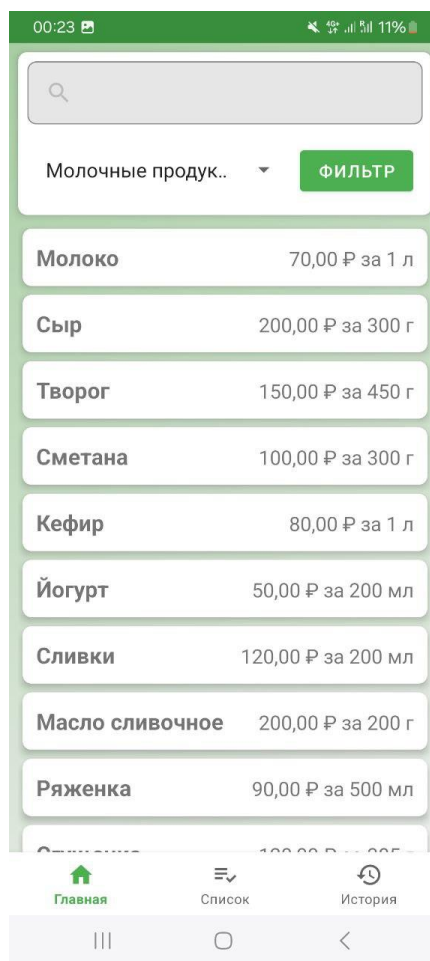 00:23 11%
Молочные продук.. ФИЛЬТР
Молоко 70,00 ₽ за 1 л
Сыр 200,00 ₽ за 300 г
Творог 150,00 ₽ за 450 г
Сметана 100,00 ₽ за 300 г
Кефир 80,00 ₽ за 1 л
Йогурт 50,00 ₽ за 200 мл
Сливки 120,00 ₽ за 200 мл
Масло сливочное 200,00 ₽ за 200 г
Ряженка 90,00 ₽ за 500 мл
Главная Список История